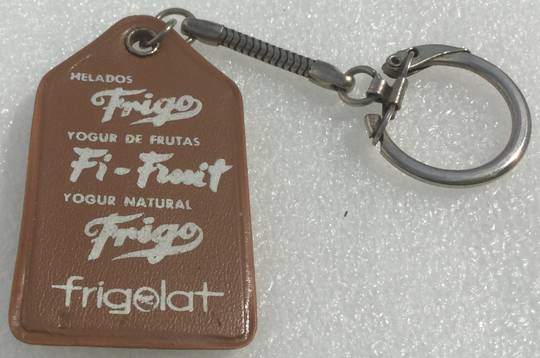 HELADOS
Frigo
YOGUR DE FRUTAS
Fi-Fruit
YOGUR NATURAL
Frigo
frigolat